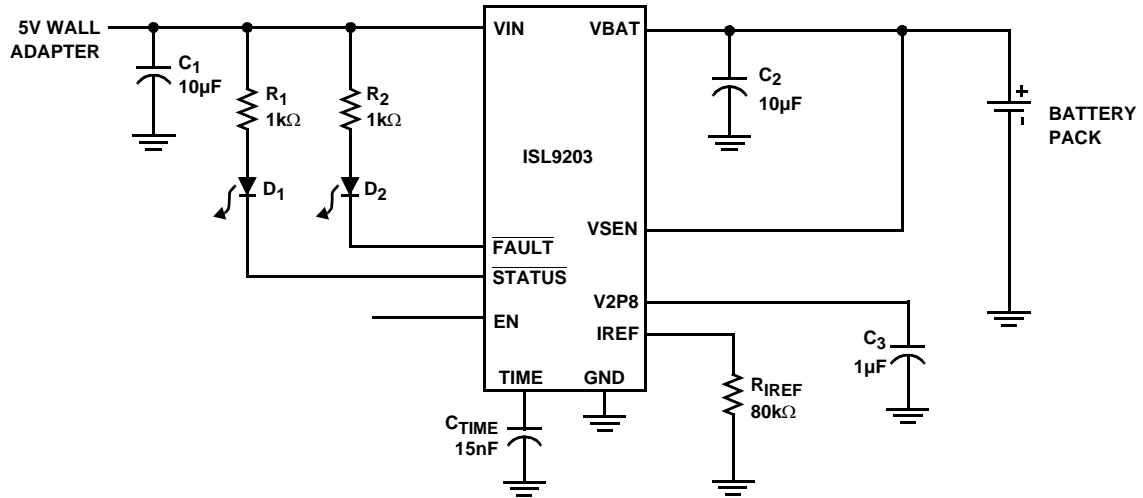 5V WALL
ADAPTER
C1
10µF
R1
1kΩ
R2
1kΩ
D1
D2
VIN
VBAT
ISL9203
FAULT
STATUS
EN
TIME
GND
VSEN
V2P8
IREF
C2
10µF
+
-
BATTERY
PACK
C3
1µF
RIREF
80kΩ
CTIME
15nF